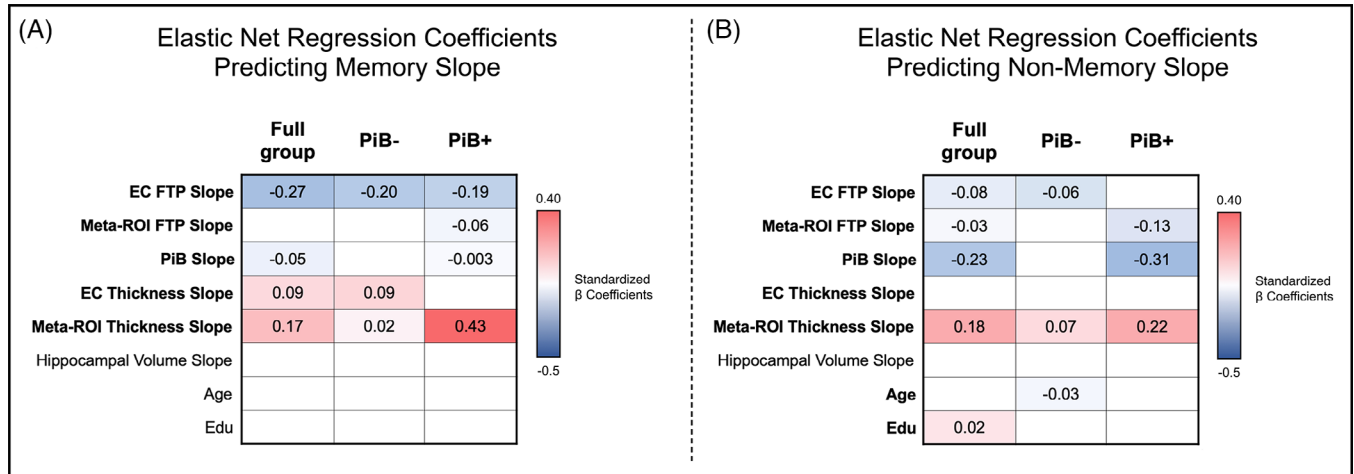 (A)
Elastic Net Regression Coefficients
Predicting Memory Slope
Full
group
PiB-
PiB+
EC FTP Slope -0.27 -0.20 -0.19
Meta-ROI FTP Slope -0.06
PiB Slope -0.05 -0.003
EC Thickness Slope 0.09 0.09
Meta-ROI Thickness Slope 0.17 0.02 0.43
Hippocampal Volume Slope
Age
Edu
0.40
Standardized
β Coefficients
-0.5
(B)
Elastic Net Regression Coefficients
Predicting Non-Memory Slope
Full
group
PiB-
PiB+
EC FTP Slope -0.08 -0.06
Meta-ROI FTP Slope -0.03 -0.13
PiB Slope -0.23 -0.31
EC Thickness Slope
Meta-ROI Thickness Slope 0.18 0.07 0.22
Hippocampal Volume Slope
Age -0.03
Edu 0.02
0.40
Standardized
β Coefficients
-0.5